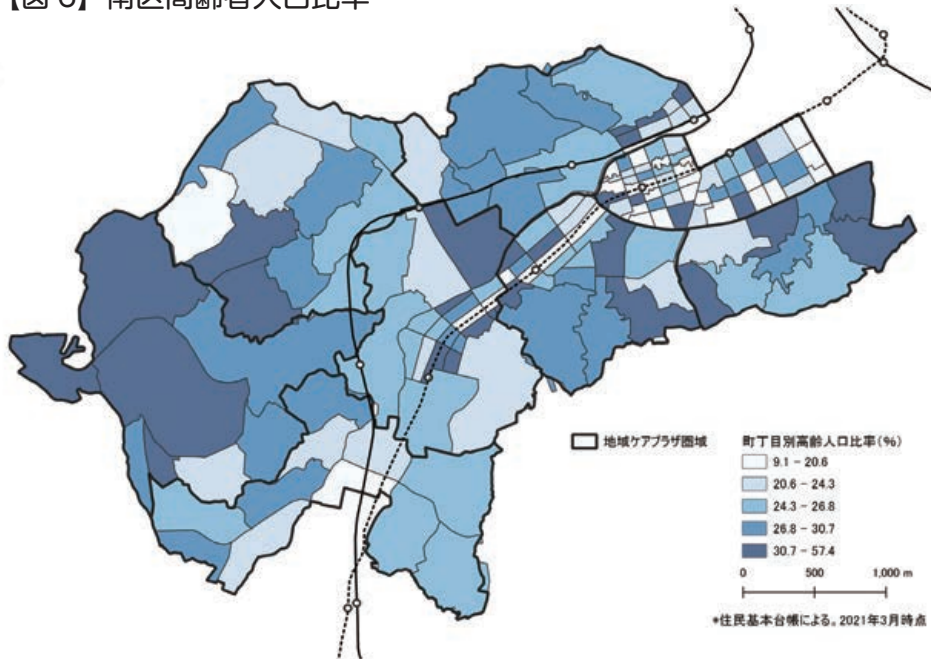 【図 6】南区高齢者人口比率
地域ケアプラザ圏域
町丁目別高齢人口比率(%)
9.1 - 20.6
20.6 - 24.3
24.3 - 26.8
26.8 - 30.7
30.7 - 57.4
0 500 1,000 m
*住民基本台帳による。2021年3月時点